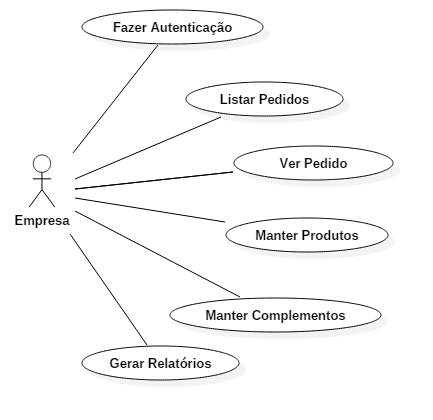 Fazer Autenticação
Listar Pedidos
Ver Pedido
Empresa
Manter Produtos
Manter Complementos
Gerar Relatórios